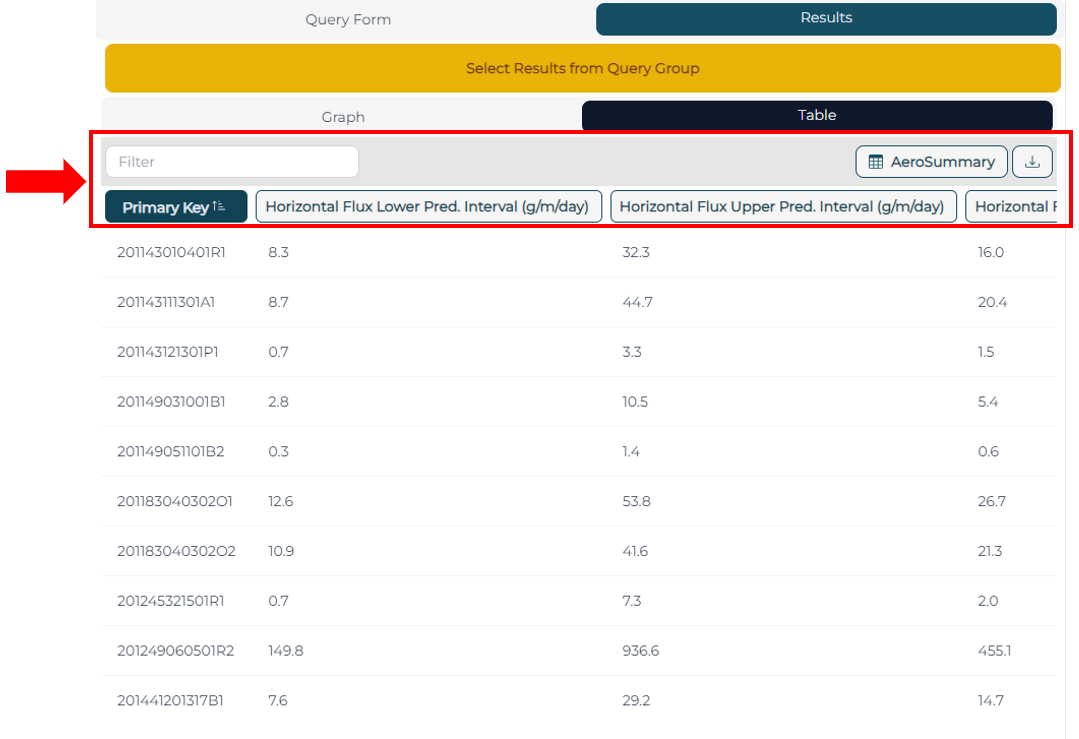 Query Form Results
Select Results from Query Group
Graph Table
Filter AeroSummary
Primary Key Horizontal Flux Lower Pred. Interval (g/m/day) Horizontal Flux Upper Pred. Interval (g/m/day) Horizontal
201143010401R1 8.3 32.3 16.0
201143111301A1 8.7 44.7 20.4
201143121301P1 0.7 3.3 1.5
201149031001B1 2.8 10.5 5.4
201149051101B2 0.3 1.4 0.6
201183040302O1 12.6 53.8 26.7
201183040302O2 10.9 41.6 21.3
201245321501R1 0.7 7.3 2.0
201249060501R2 149.8 936.6 455.1
201441201317B1 7.6 29.2 14.7